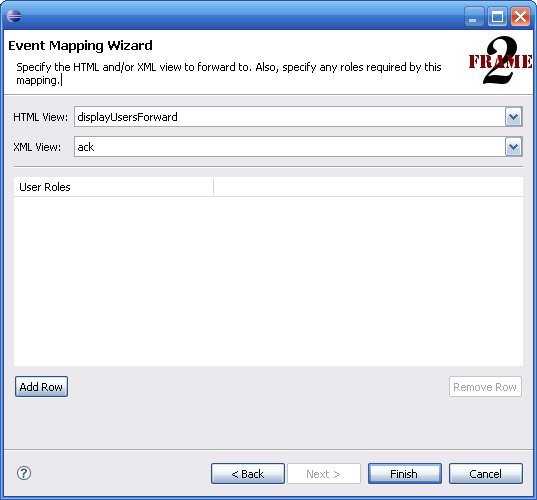 Event Mapping Wizard
Specify the HTML and/or XML view to forward to. Also, specify any roles required by this
mapping.
2
FRAME
HTML View: displayUsersForward
XML View: ack
User Roles
Add Row Remove Row
? < Back Next > Finish Cancel